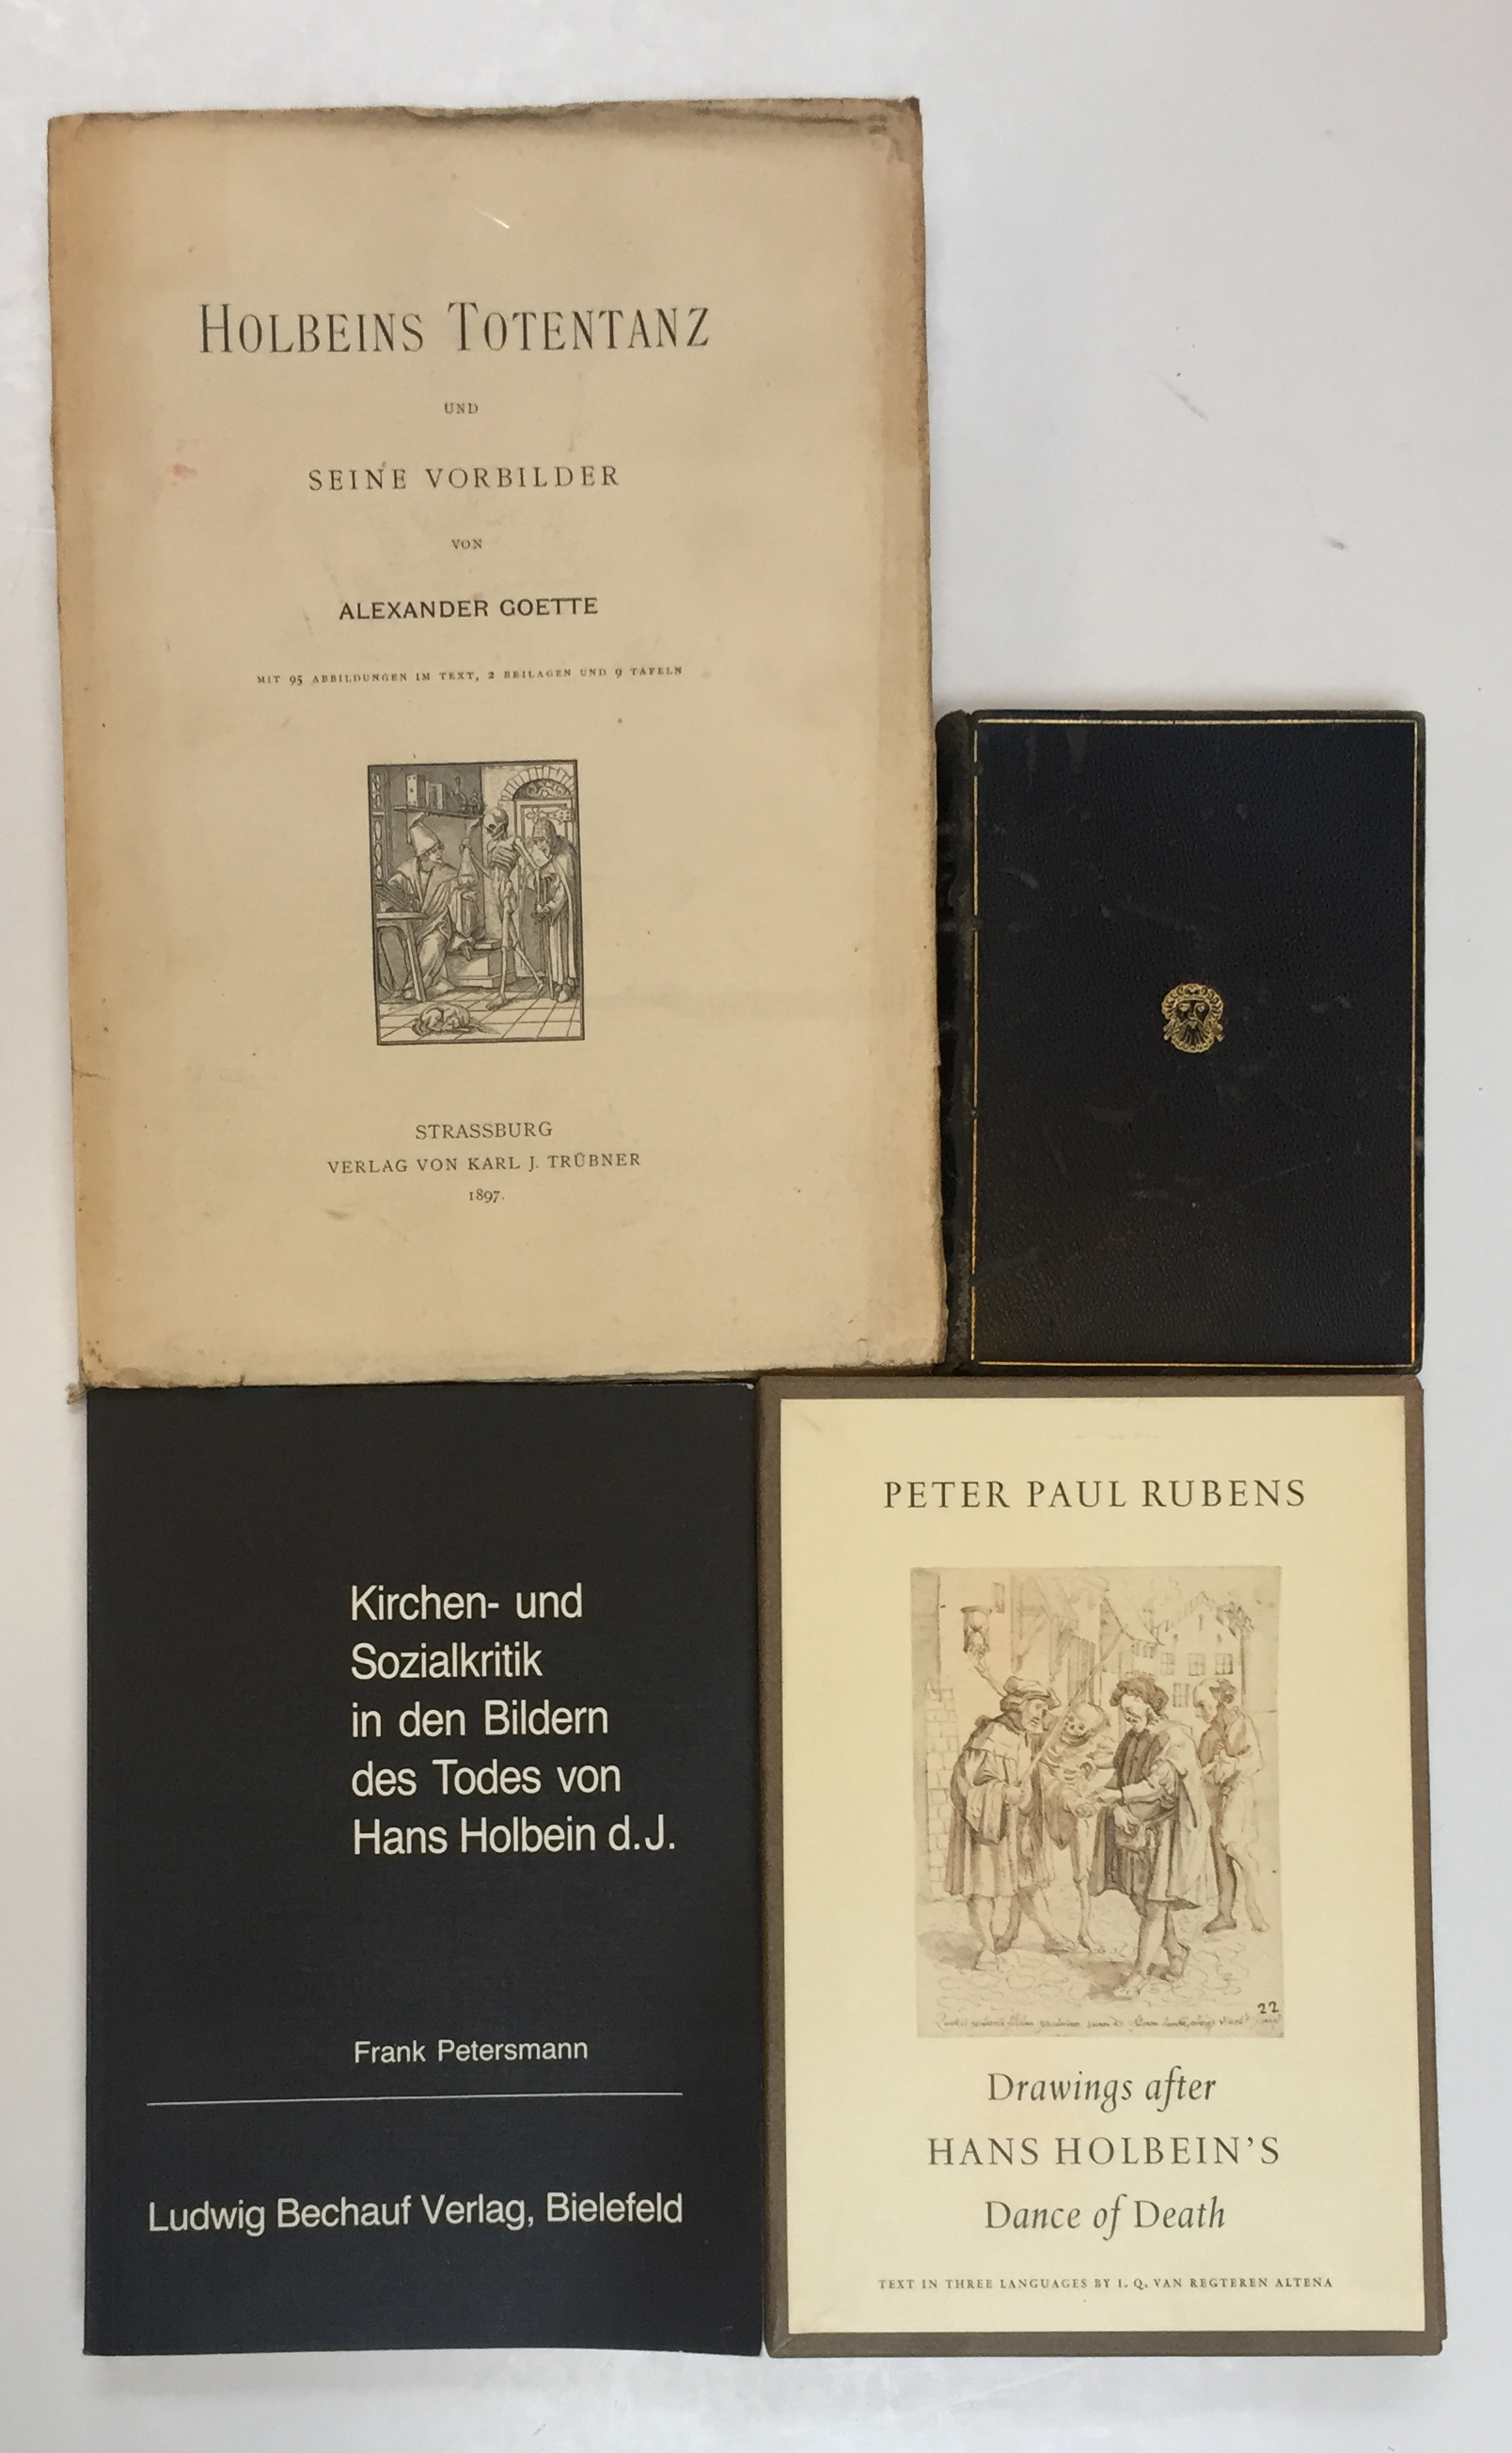 HOLBEINS TOTENTANZ
UND
SEINE VORBILDER
VON
ALEXANDER GOETTE
MIT 95 ABBILDUNGEN IM TEXT, 2 BEILAGEN UND 9 TAFELN
STRASSBURG
VERLAG VON KARL J. TRÜBNER
1897.
Kirchen- und
Sozialkritik
in den Bildern
des Todes von
Hans Holbein d.J.
Frank Petersmann
Ludwig Bechauf Verlag, Bielefeld
PETER PAUL RUBENS
22
Drawings after
HANS HOLBEIN'S
Dance of Death
TEXT IN THREE LANGUAGES BY I. Q. VAN REGTEREN ALTENA